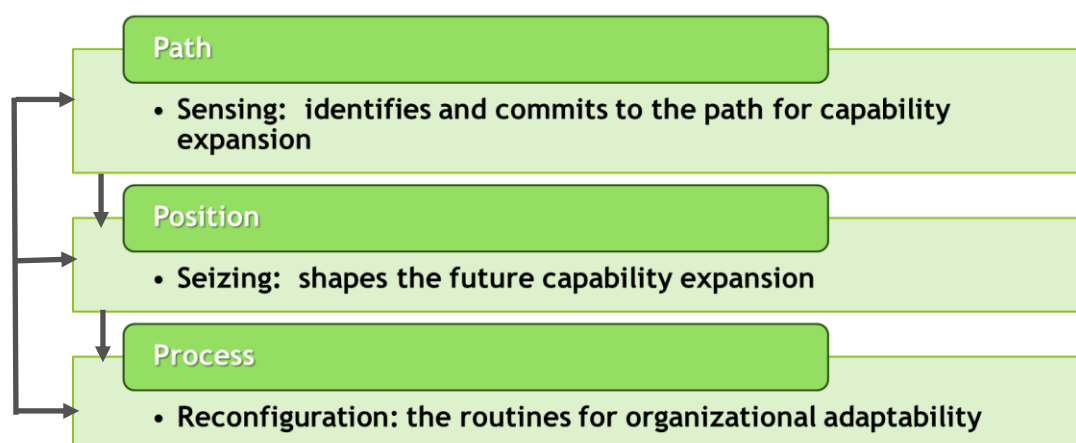 Path
• Sensing: identifies and commits to the path for capability
expansion
Position
• Seizing: shapes the future capability expansion
Process
• Reconfiguration: the routines for organizational adaptability